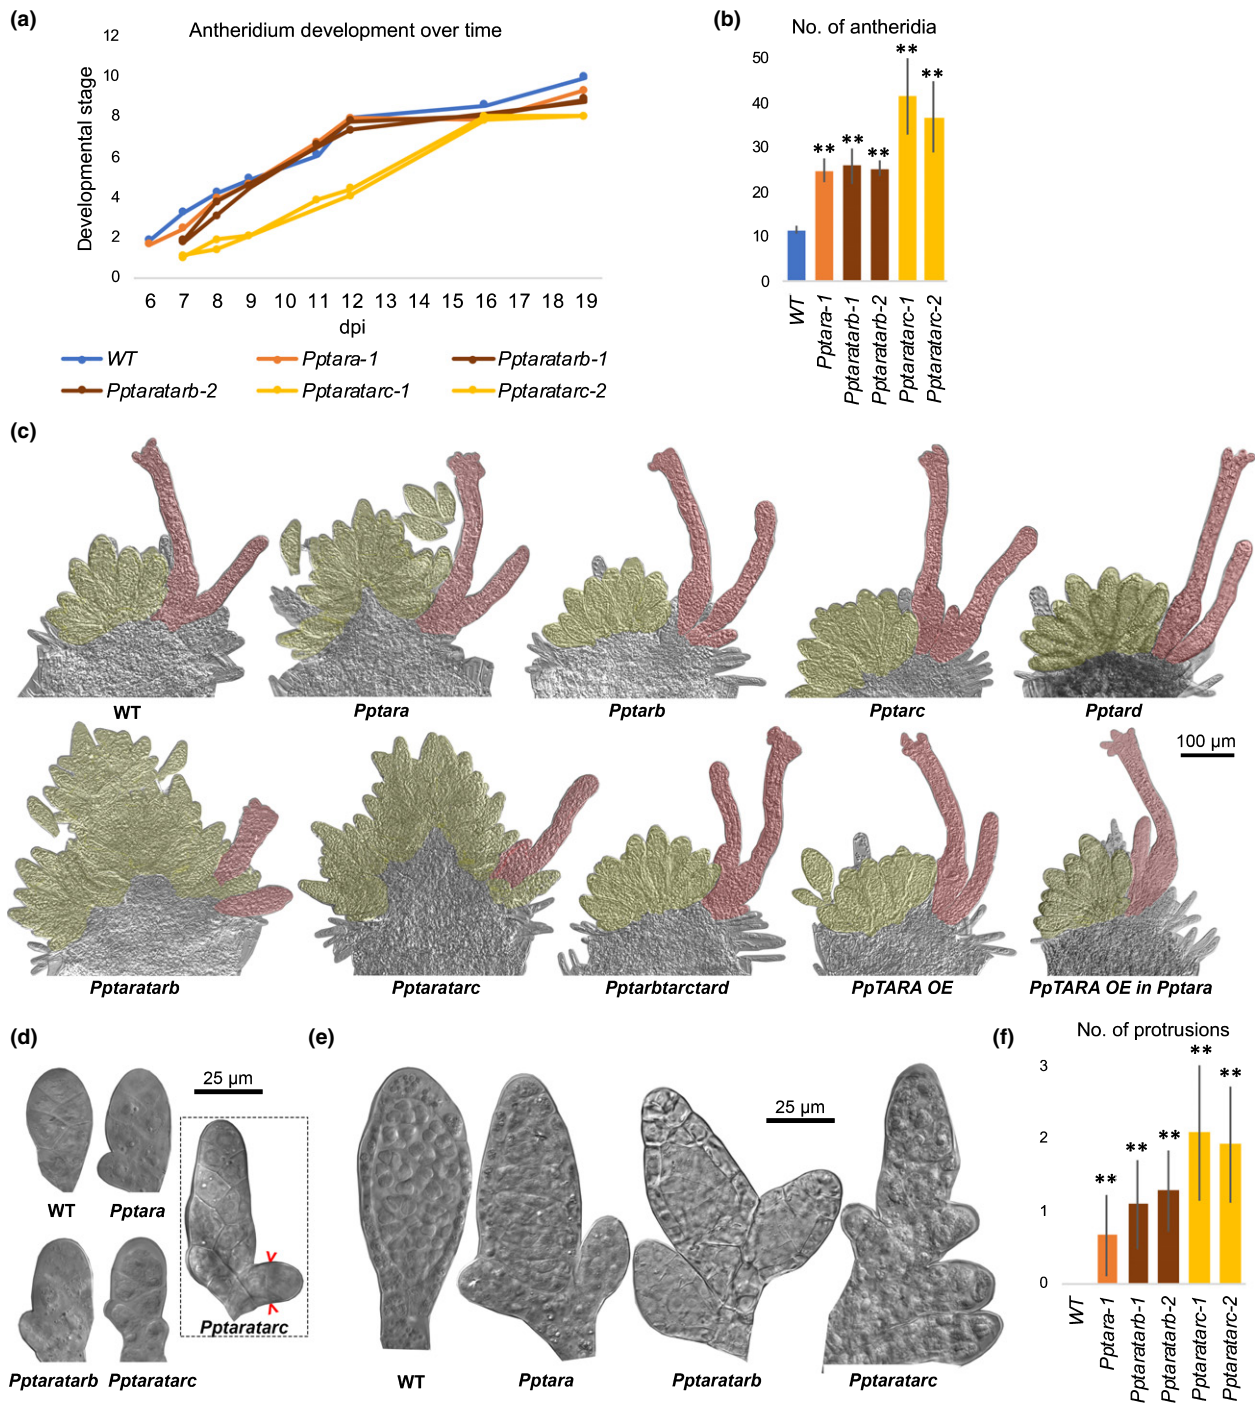 (a)
Antheridium development over time
Developmental stage
12
10
8
6
4
2
0
6 7 8 9 10 11 12 13 14 15 16 17 18 19
dpi
WT Pptara-1 Pptaratarb-1
Pptaratarb-2 Pptaratarc-1 Pptaratarc-2
(b)
No. of antheridia
50
40
30
20
10
0
** ** ** ** **
WT Pptara-1 Pptaratarb-1 Pptaratarb-2 Pptaratarc-1 Pptaratarc-2
(c)
WT Pptara Pptarb Pptarc Pptard
100 µm
Pptaratarb Pptaratarc Pptarbtarctard PpTARA OE PpTARA OE in Pptara
(d)
25 µm
WT Pptara
Pptaratarc
Pptaratarb Pptaratarc
(e)
25 µm
WT Pptara Pptaratarb Pptaratarc
(f)
No. of protrusions
3
2
1
0
** ** ** ** **
WT Pptara-1 Pptaratarb-1 Pptaratarb-2 Pptaratarc-1 Pptaratarc-2